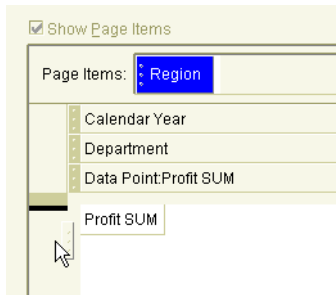 Show Page Items
Page Items: Region
Calendar Year
Department
Data Point:Profit SUM
Profit SUM